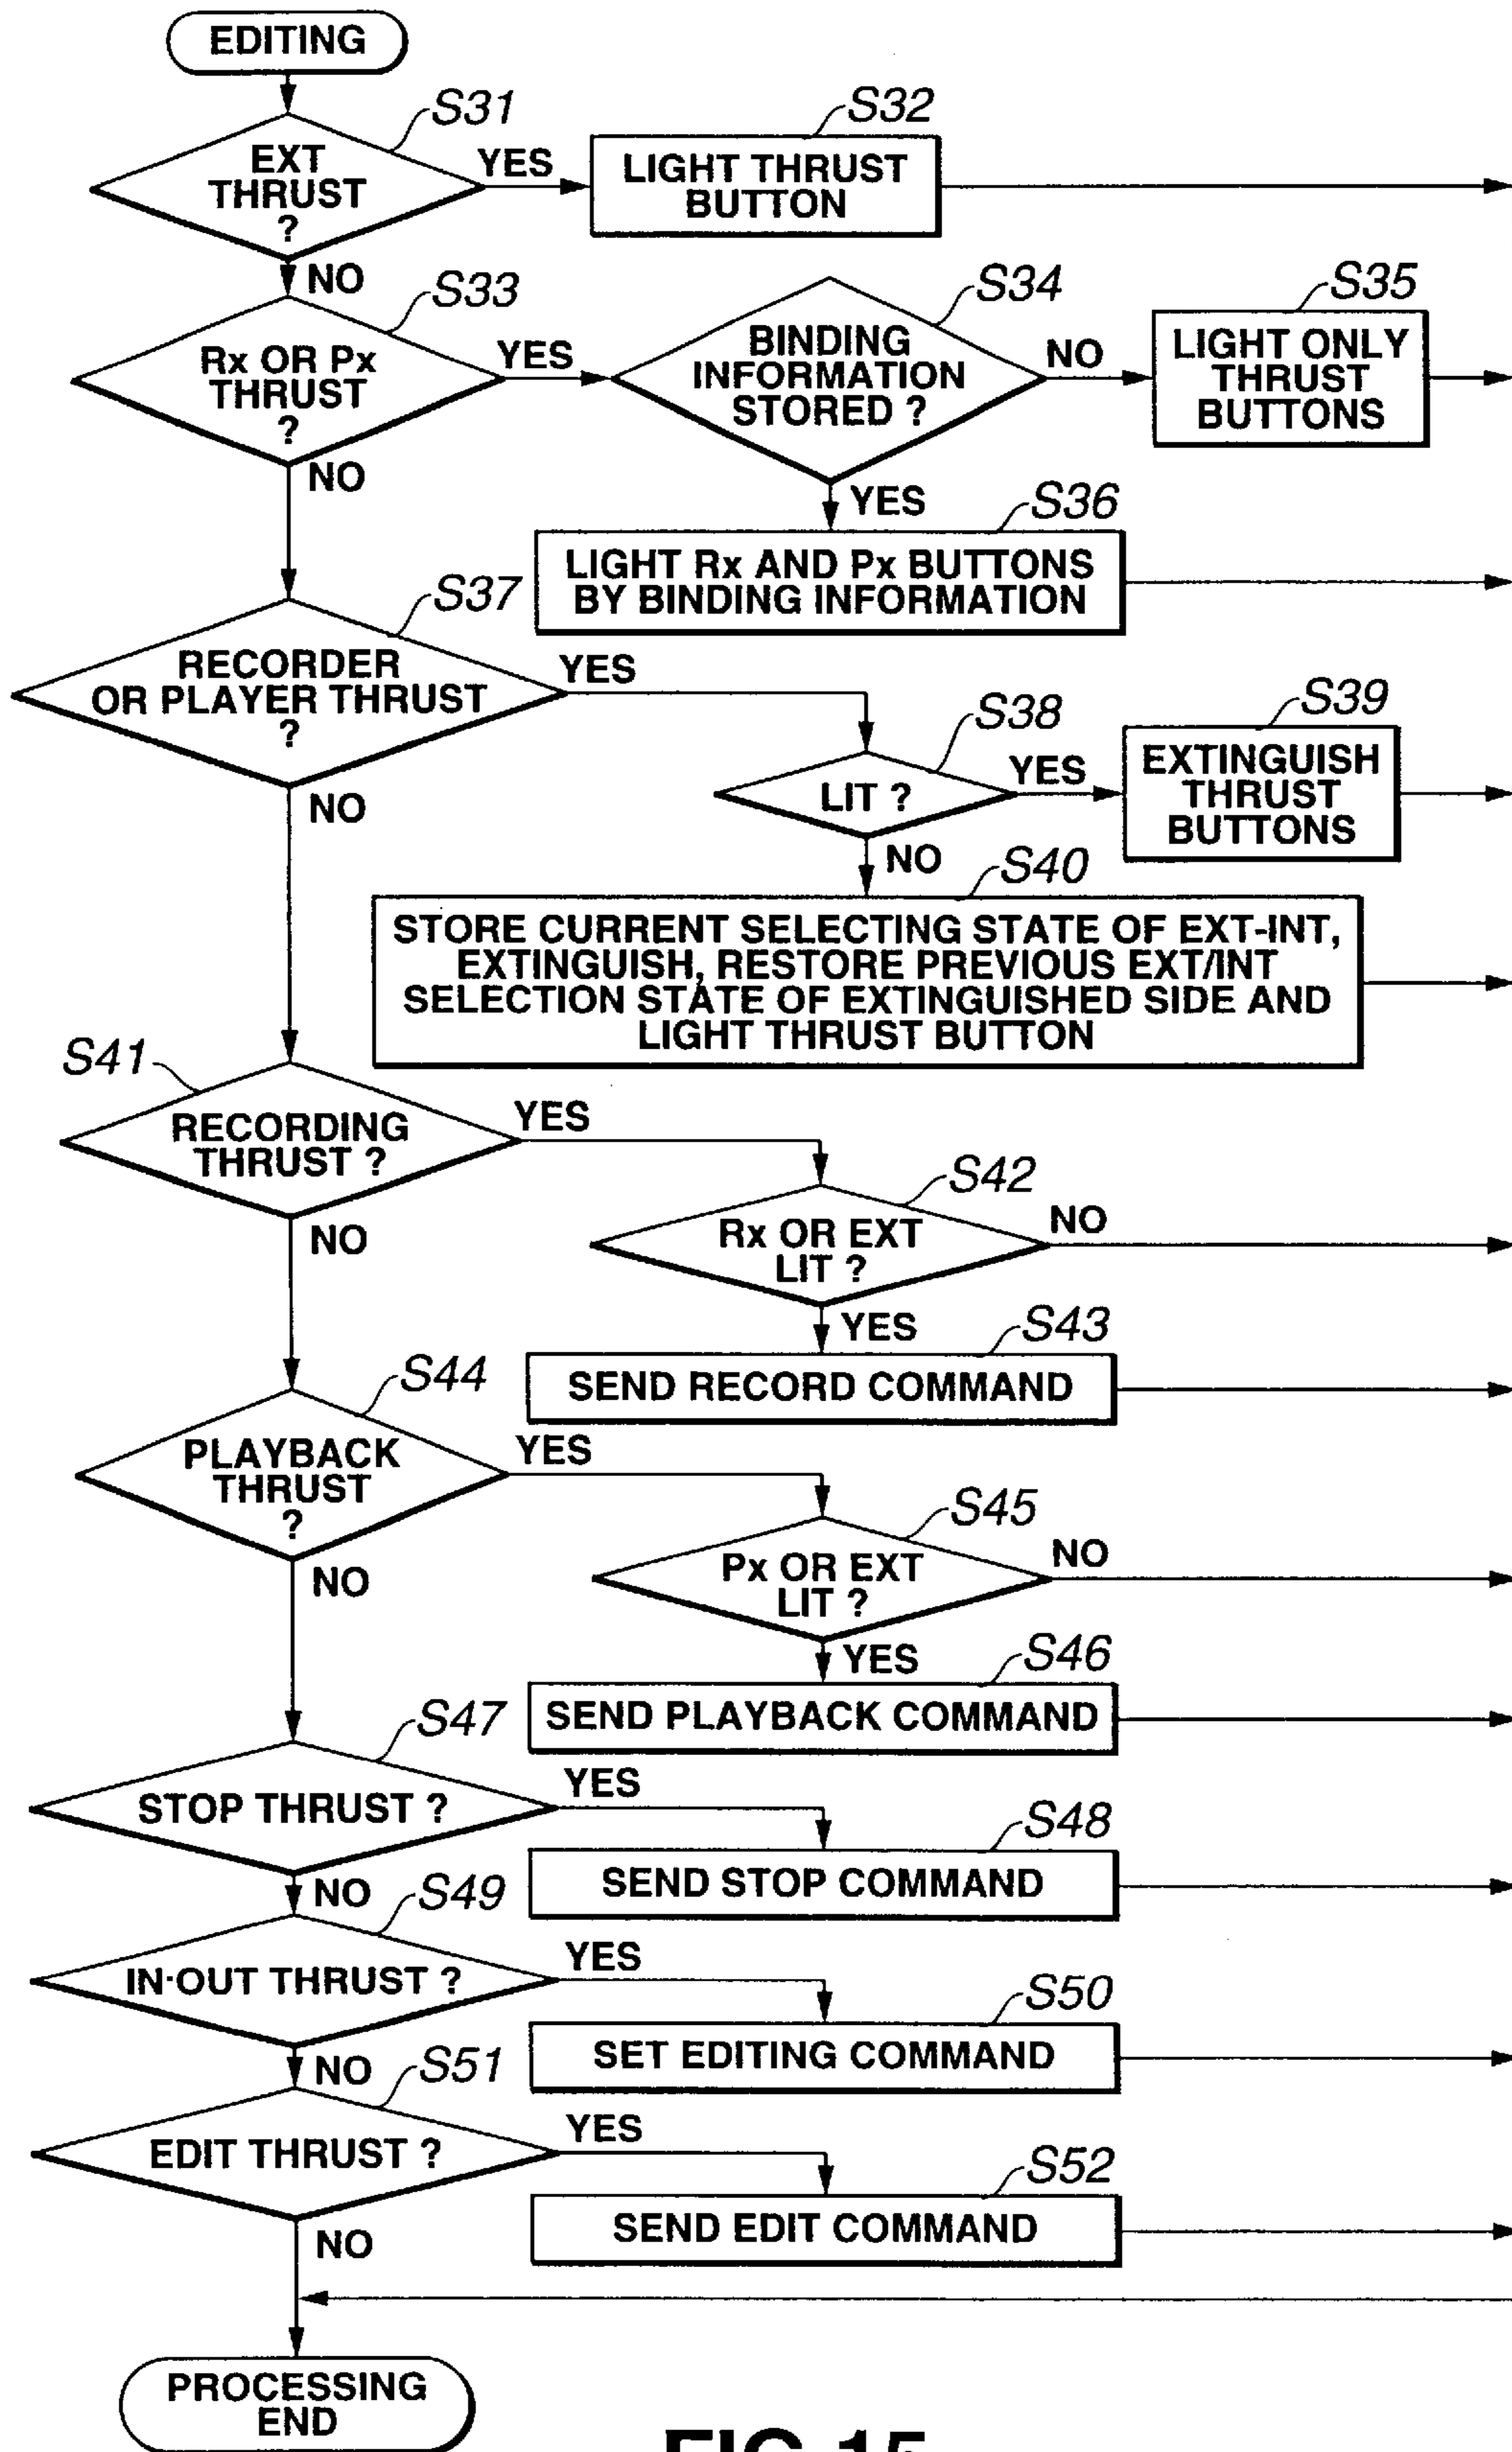 EDITING
S31
EXT
THRUST
?
YES
S32
LIGHT THRUST
BUTTON
NO
S33
Rx OR Px
THRUST
?
YES
S34
BINDING
INFORMATION
STORED ?
NO
S35
LIGHT ONLY
THRUST
BUTTONS
YES
S36
LIGHT Rx AND Px BUTTONS
BY BINDING INFORMATION
NO
S37
RECORDER
OR PLAYER THRUST
?
YES
S38
LIT ?
YES
S39
EXTINGUISH
THRUST
BUTTONS
NO
S40
STORE CURRENT SELECTING STATE OF EXT-INT,
EXTINGUISH, RESTORE PREVIOUS EXT/INT
SELECTION STATE OF EXTINGUISHED SIDE AND
LIGHT THRUST BUTTON
NO
S41
RECORDING
THRUST ?
YES
S42
Rx OR EXT
LIT ?
NO
YES
S43
SEND RECORD COMMAND
NO
S44
PLAYBACK
THRUST
?
YES
S45
Px OR EXT
LIT ?
NO
YES
S46
SEND PLAYBACK COMMAND
NO
S47
STOP THRUST ?
YES
S48
SEND STOP COMMAND
NO
S49
IN·OUT THRUST ?
YES
S50
SET EDITING COMMAND
NO
S51
EDIT THRUST ?
YES
S52
SEND EDIT COMMAND
NO
PROCESSING
END
FIG.15